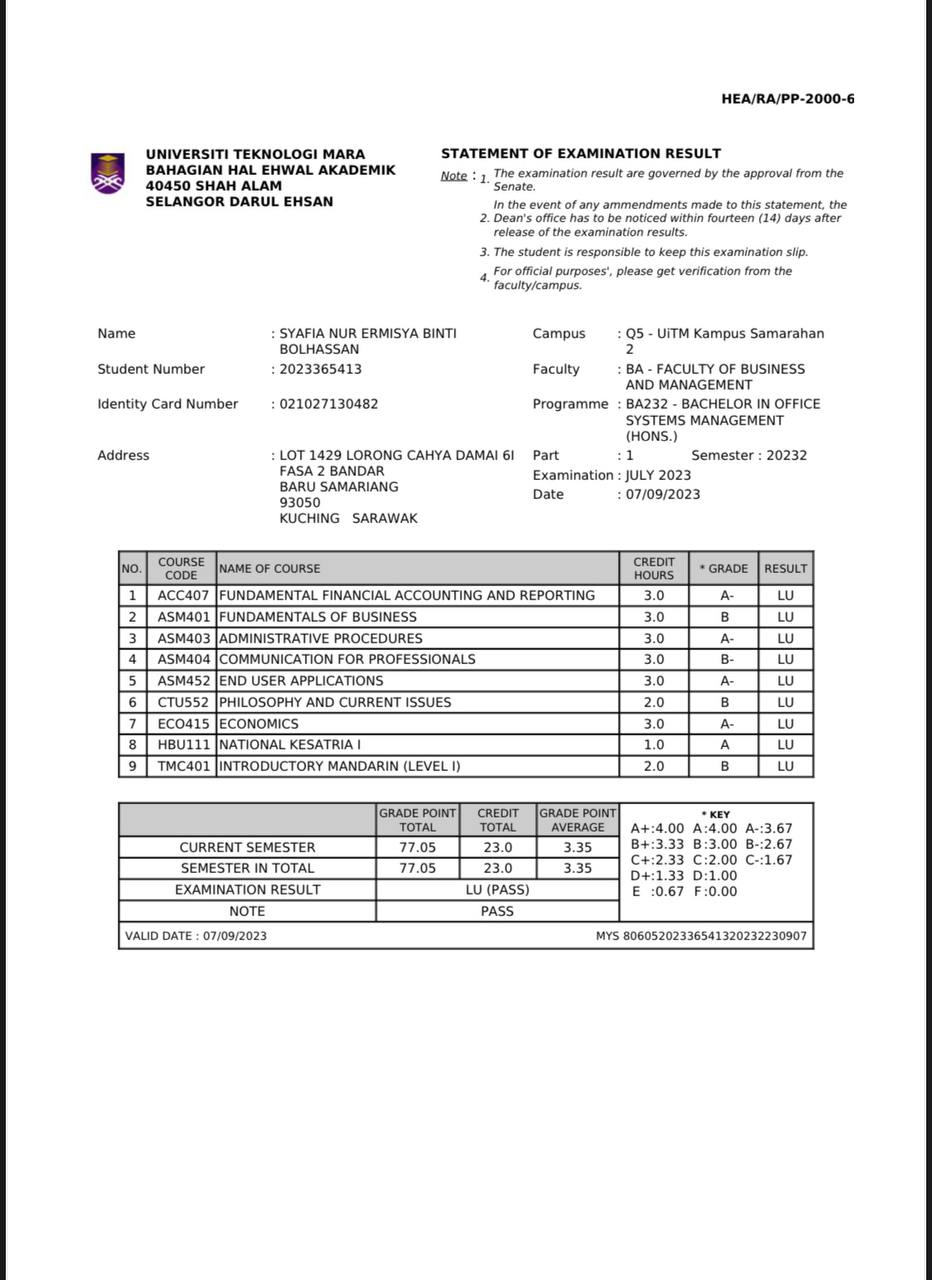 HEA/RA/PP-2000-6
UNIVERSITI TEKNOLOGI MARA
BAHAGIAN HAL EHWAL AKADEMIK
40450 SHAH ALAM
SELANGOR DARUL EHSAN
STATEMENT OF EXAMINATION RESULT
Note : 1. The examination result are governed by the approval from the
Senate.
In the event of any ammendments made to this statement, the
2. Dean's office has to be noticed within fourteen (14) days after
release of the examination results.
3. The student is responsible to keep this examination slip.
4. For official purposes', please get verification from the
faculty/campus.
Name : SYAFIA NUR ERMISYA BINTI
BOLHASSAN
Student Number : 2023365413
Identity Card Number : 021027130482
Address : LOT 1429 LORONG CAHYA DAMAI 6I
FASA 2 BANDAR
BARU SAMARIANG
93050
KUCHING SARAWAK
Campus : Q5 - UiTM Kampus Samarahan
2
Faculty : BA - FACULTY OF BUSINESS
AND MANAGEMENT
Programme : BA232 - BACHELOR IN OFFICE
SYSTEMS MANAGEMENT
(HONS.)
Part : 1 Semester : 20232
Examination : JULY 2023
Date : 07/09/2023
NO. COURSE CODE NAME OF COURSE CREDIT HOURS * GRADE RESULT
1 ACC407 FUNDAMENTAL FINANCIAL ACCOUNTING AND REPORTING 3.0 A- LU
2 ASM401 FUNDAMENTALS OF BUSINESS 3.0 B LU
3 ASM403 ADMINISTRATIVE PROCEDURES 3.0 A- LU
4 ASM404 COMMUNICATION FOR PROFESSIONALS 3.0 B- LU
5 ASM452 END USER APPLICATIONS 3.0 A- LU
6 CTU552 PHILOSOPHY AND CURRENT ISSUES 2.0 B LU
7 ECO415 ECONOMICS 3.0 A- LU
8 HBU111 NATIONAL KESATRIA I 1.0 A LU
9 TMC401 INTRODUCTORY MANDARIN (LEVEL I) 2.0 B LU
GRADE POINT TOTAL CREDIT TOTAL GRADE POINT AVERAGE
CURRENT SEMESTER 77.05 23.0 3.35
SEMESTER IN TOTAL 77.05 23.0 3.35
EXAMINATION RESULT LU (PASS)
NOTE PASS
* KEY
A+:4.00 A:4.00 A-:3.67
B+:3.33 B:3.00 B-:2.67
C+:2.33 C:2.00 C-:1.67
D+:1.33 D:1.00
E :0.67 F:0.00
VALID DATE : 07/09/2023 MYS 80605202336541320232230907